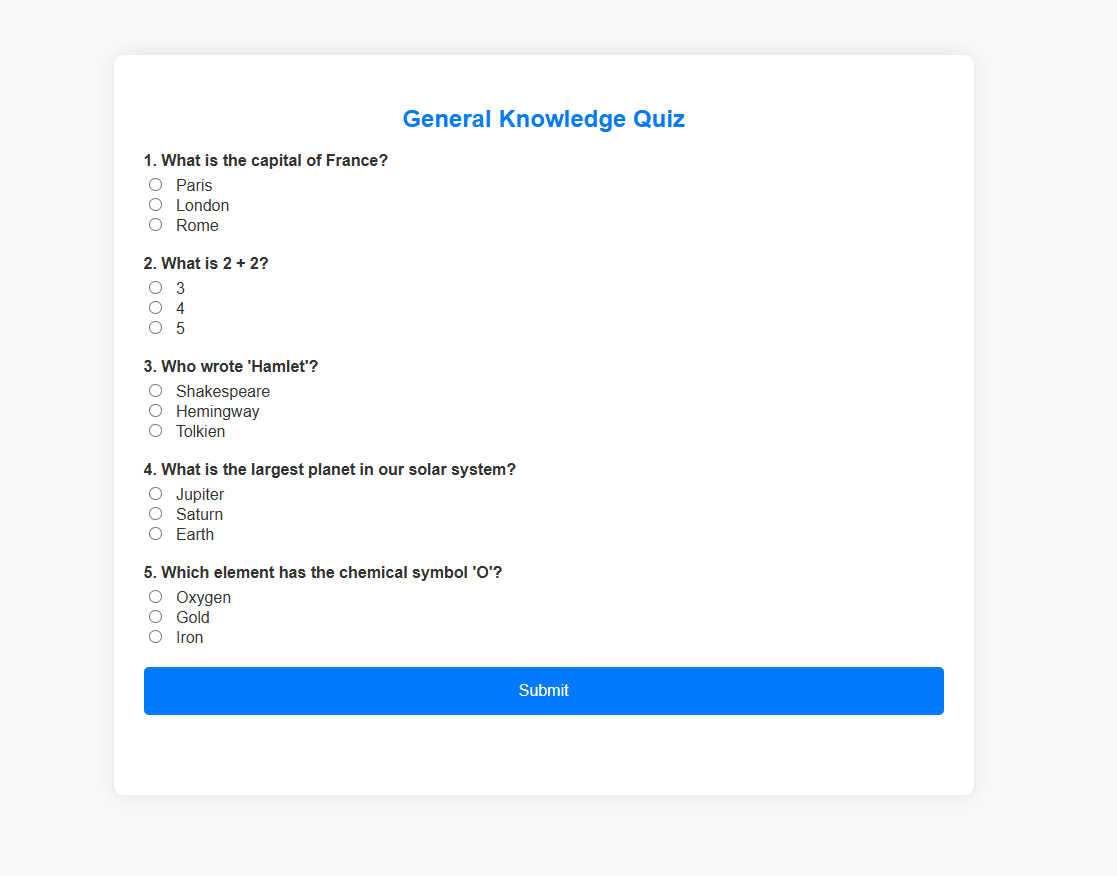 General Knowledge Quiz
1. What is the capital of France?
Paris
London
Rome
2. What is 2 + 2?
3
4
5
3. Who wrote 'Hamlet'?
Shakespeare
Hemingway
Tolkien
4. What is the largest planet in our solar system?
Jupiter
Saturn
Earth
5. Which element has the chemical symbol 'O'?
Oxygen
Gold
Iron
Submit